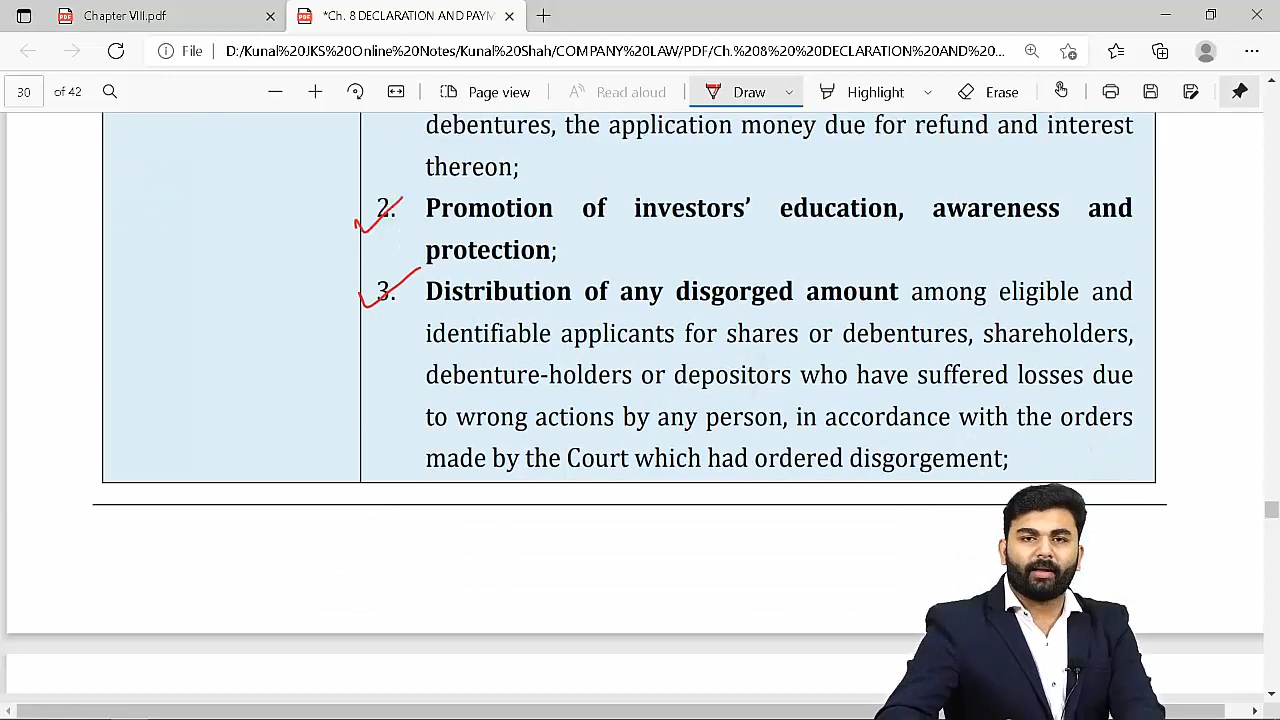 Chapter VIII.pdf
*Ch. 8 DECLARATION AND PAYM
File
D:/Kunal%20JKS%20Online%20Notes/Kunal%20Shah/COMPANY%20LAW/PDF/Ch.%208%20%20DECLARATION%20AND%20...
30 of 42
Page view
Read aloud
Draw
Highlight
Erase
debentures, the application money due for refund and interest
thereon;
2. Promotion of investors’ education, awareness and
protection;
3. Distribution of any disgorged amount among eligible and
identifiable applicants for shares or debentures, shareholders,
debenture-holders or depositors who have suffered losses due
to wrong actions by any person, in accordance with the orders
made by the Court which had ordered disgorgement;